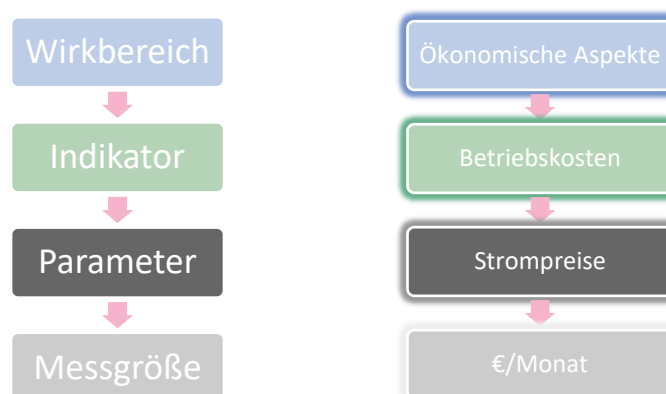 Wirkbereich
Indikator
Parameter
Messgröße
Ökonomische Aspekte
Betriebskosten
Strompreise
€/Monat